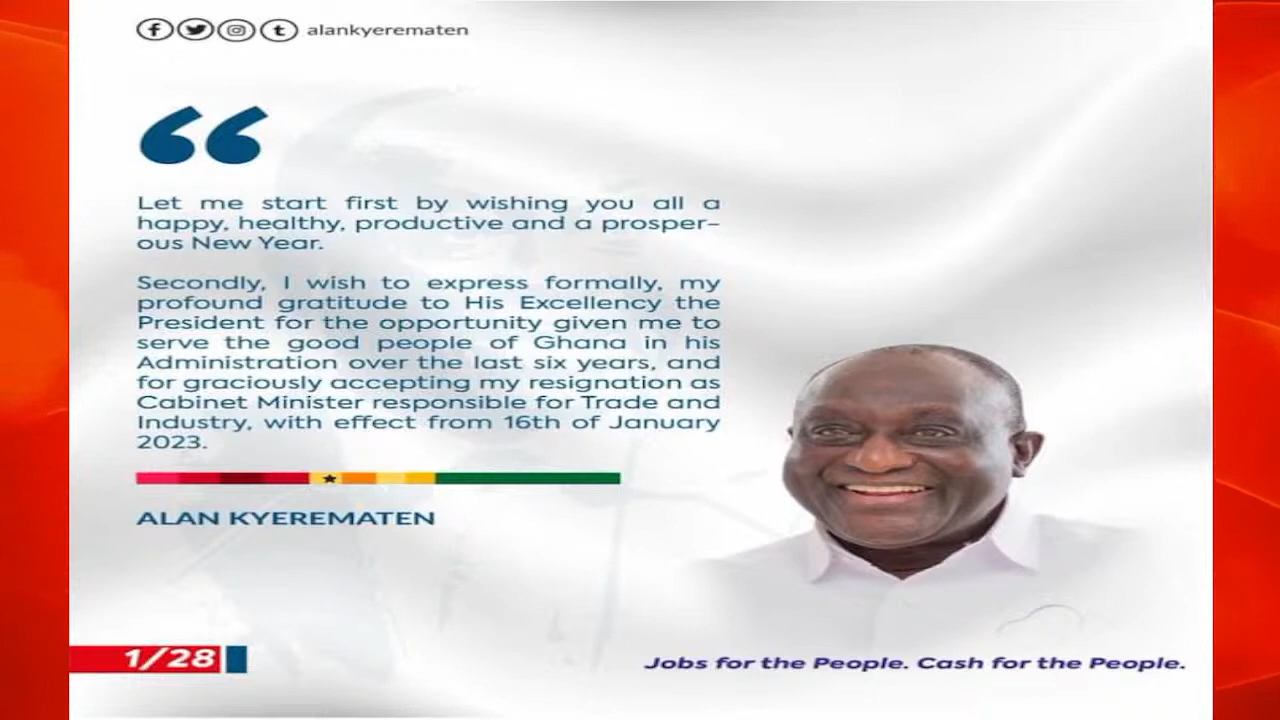 alankyerematen
“
Let me start first by wishing you all a
happy, healthy, productive and a prosper-
ous New Year.
Secondly, I wish to express formally, my
profound gratitude to His Excellency the
President for the opportunity given me to
serve the good people of Ghana in his
Administration over the last six years, and
for graciously accepting my resignation as
Cabinet Minister responsible for Trade and
Industry, with effect from 16th of January
2023.
ALAN KYEREMATEN
1/28
Jobs for the People. Cash for the People.